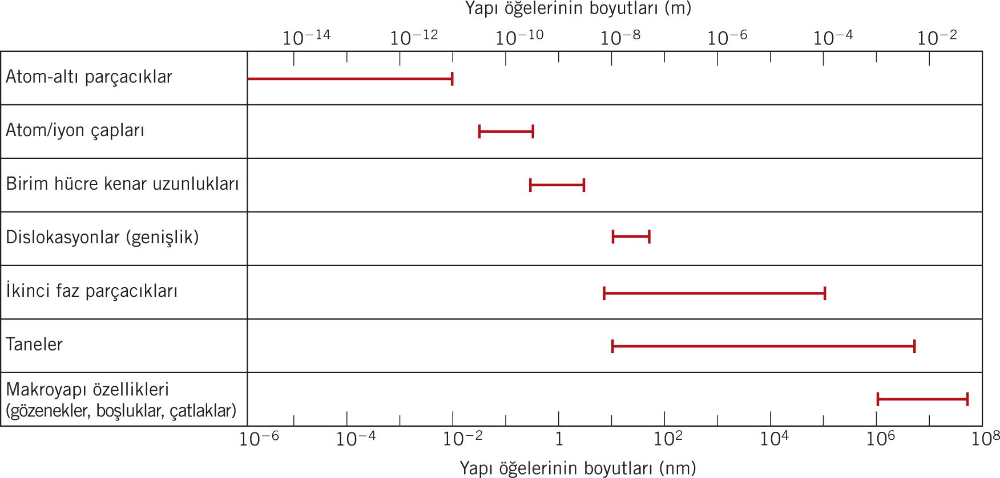 Yapı öğelerinin boyutları (m)
10⁻¹⁴ 10⁻¹² 10⁻¹⁰ 10⁻⁸ 10⁻⁶ 10⁻⁴ 10⁻²
Atom-altı parçacıklar
Atom/iyon çapları
Birim hücre kenar uzunlukları
Dislokasyonlar (genişlik)
İkinci faz parçacıkları
Taneler
Makroyapı özellikleri
(gözenekler, boşluklar, çatlaklar)
10⁻⁶ 10⁻⁴ 10⁻² 1 10² 10⁴ 10⁶ 10⁸
Yapı öğelerinin boyutları (nm)